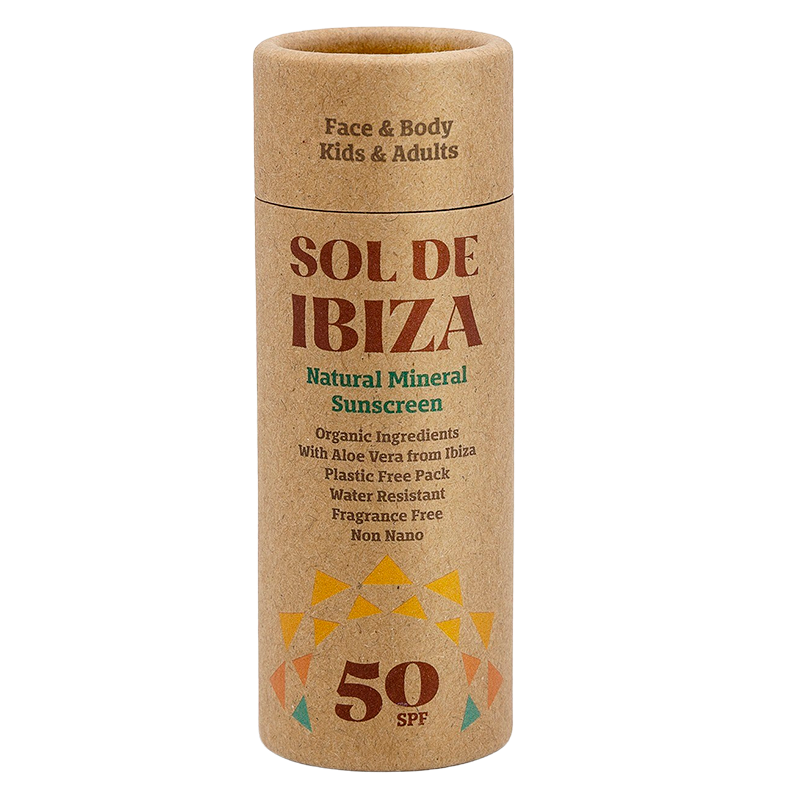 Face & Body
Kids & Adults
SOL DE
IBIZA
Natural Mineral
Sunscreen
Organic Ingredients
With Aloe Vera from Ibiza
Plastic Free Pack
Water Resistant
Fragrance Free
Non Nano
50
SPF